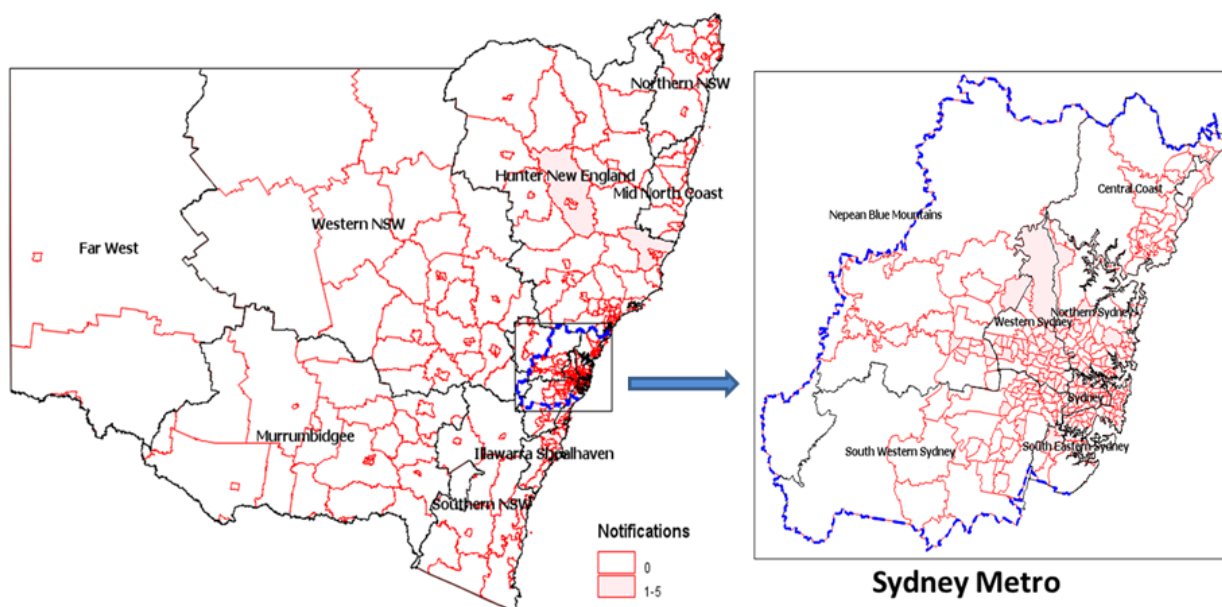 Northern NSW
Hunter New England
Mid North Coast
Western NSW
Far West
Murrumbidgee
Illawarra Shoalhaven
Southern NSW
Notifications
0
1-5
Central Coast
Nepean Blue Mountains
Northern Sydney
Western Sydney
Sydney
South Western Sydney
South Eastern Sydney
Sydney Metro